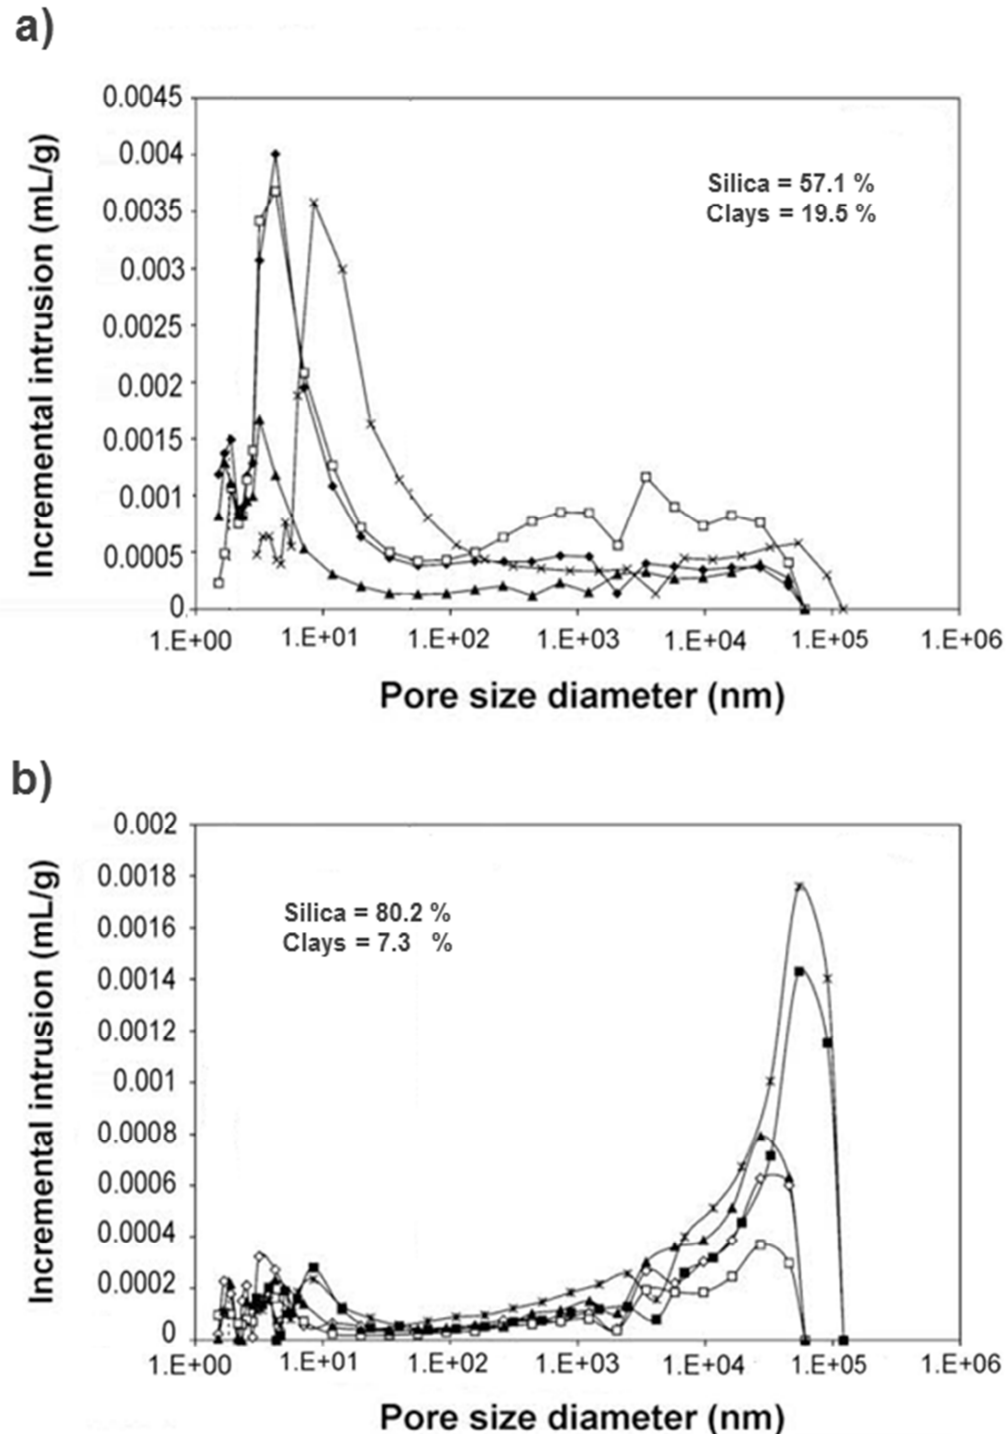 a)
0.0045
0.004
0.0035
0.003
0.0025
0.002
0.0015
0.001
0.0005
0
Incremental intrusion (mL/g)
Silica = 57.1 %
Clays = 19.5 %
1.E+00 1.E+01 1.E+02 1.E+03 1.E+04 1.E+05 1.E+06
Pore size diameter (nm)
b)
0.002
0.0018
0.0016
0.0014
0.0012
0.001
0.0008
0.0006
0.0004
0.0002
0
Incremental intrusion (mL/g)
Silica = 80.2 %
Clays = 7.3 %
1.E+00 1.E+01 1.E+02 1.E+03 1.E+04 1.E+05 1.E+06
Pore size diameter (nm)